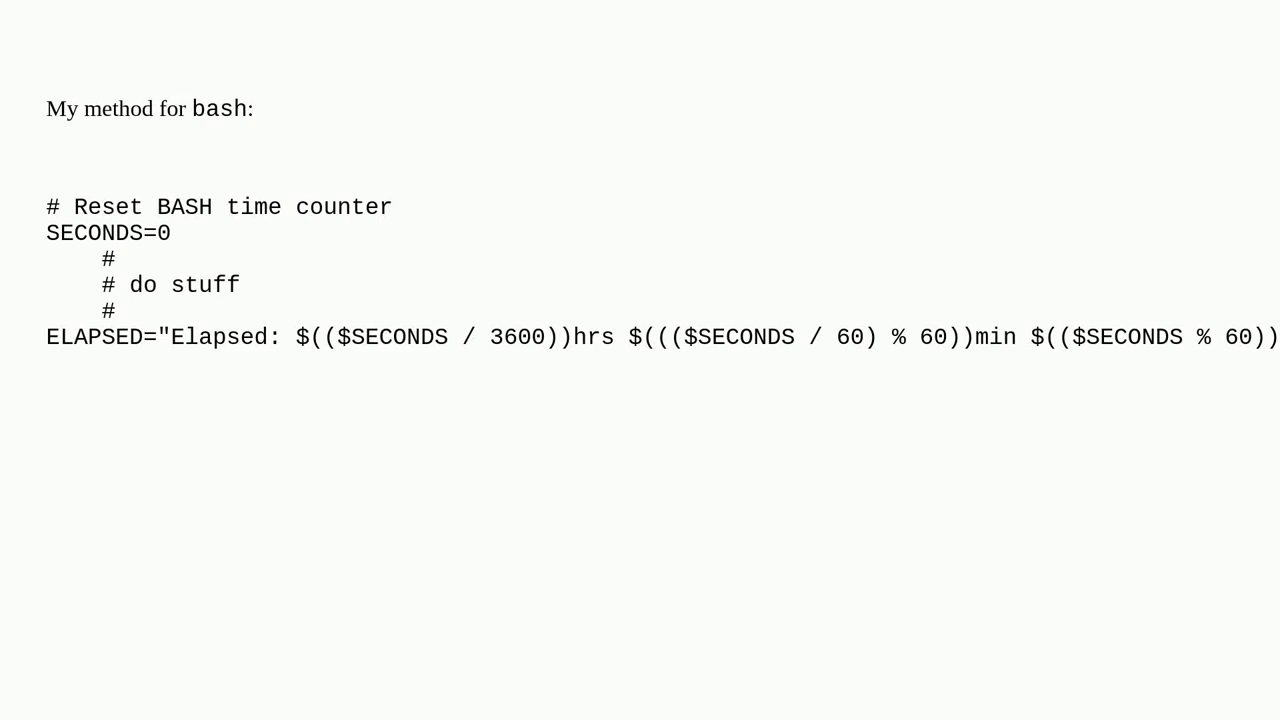 My method for bash:
# Reset BASH time counter
SECONDS=0
    #
    # do stuff
    #
ELAPSED="Elapsed: $(($SECONDS / 3600))hrs $((($SECONDS / 60) % 60))min $(($SECONDS % 60))